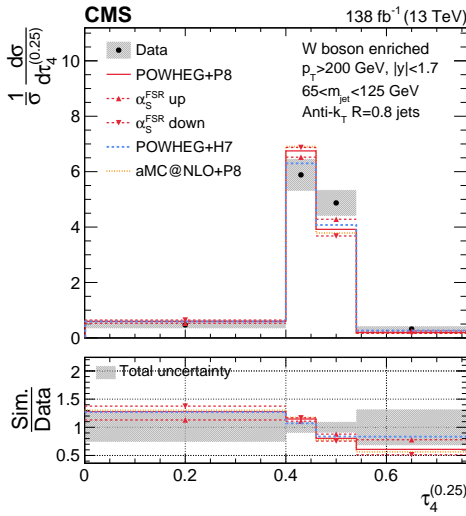 CMS 138 fb⁻¹ (13 TeV)
1/σ dσ/dτ₄^(0.25)
Data
POWHEG+P8
α_S^FSR up
α_S^FSR down
POWHEG+H7
aMC@NLO+P8
W boson enriched
p_T>200 GeV, |y|<1.7
65<m_jet<125 GeV
Anti-k_T R=0.8 jets
10
8
6
4
2
0
Sim./Data
Total uncertainty
2
1.5
1
0.5
0 0.2 0.4 0.6
τ₄^(0.25)